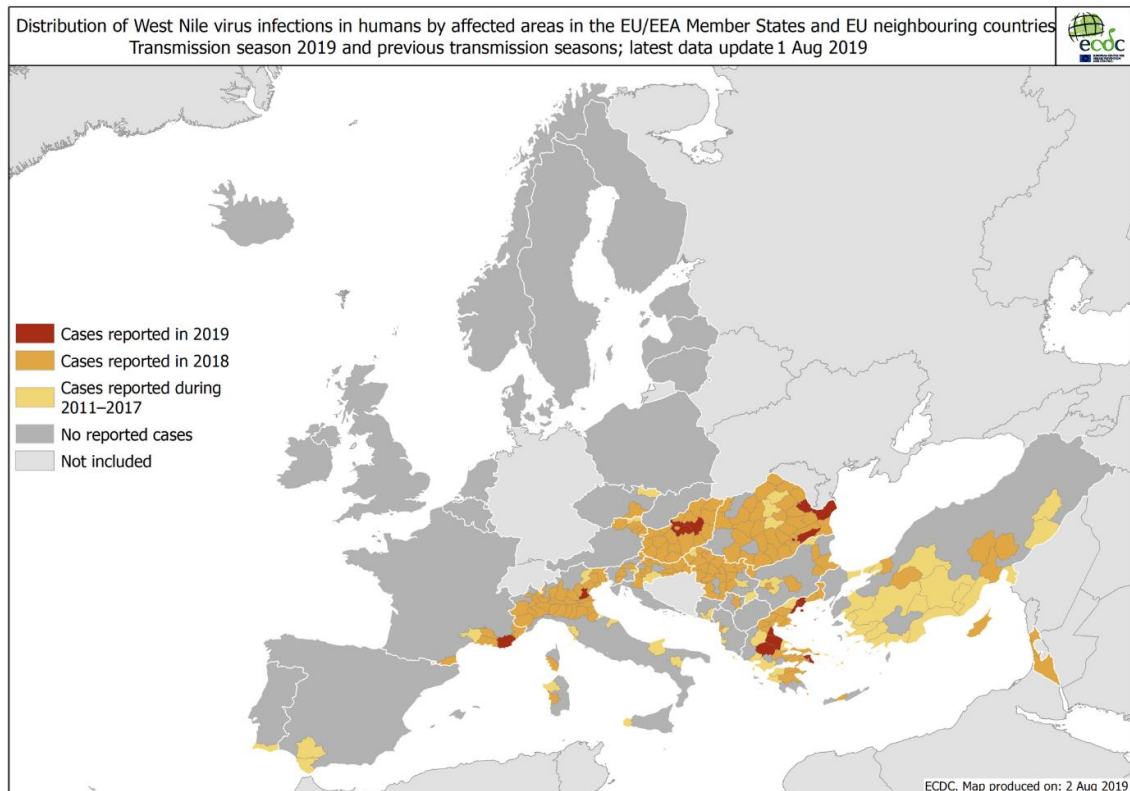 Distribution of West Nile virus infections in humans by affected areas in the EU/EEA Member States and EU neighbouring countries
Transmission season 2019 and previous transmission seasons; latest data update 1 Aug 2019
ecdc
Cases reported in 2019
Cases reported in 2018
Cases reported during
2011–2017
No reported cases
Not included
ECDC. Map produced on: 2 Aug 2019